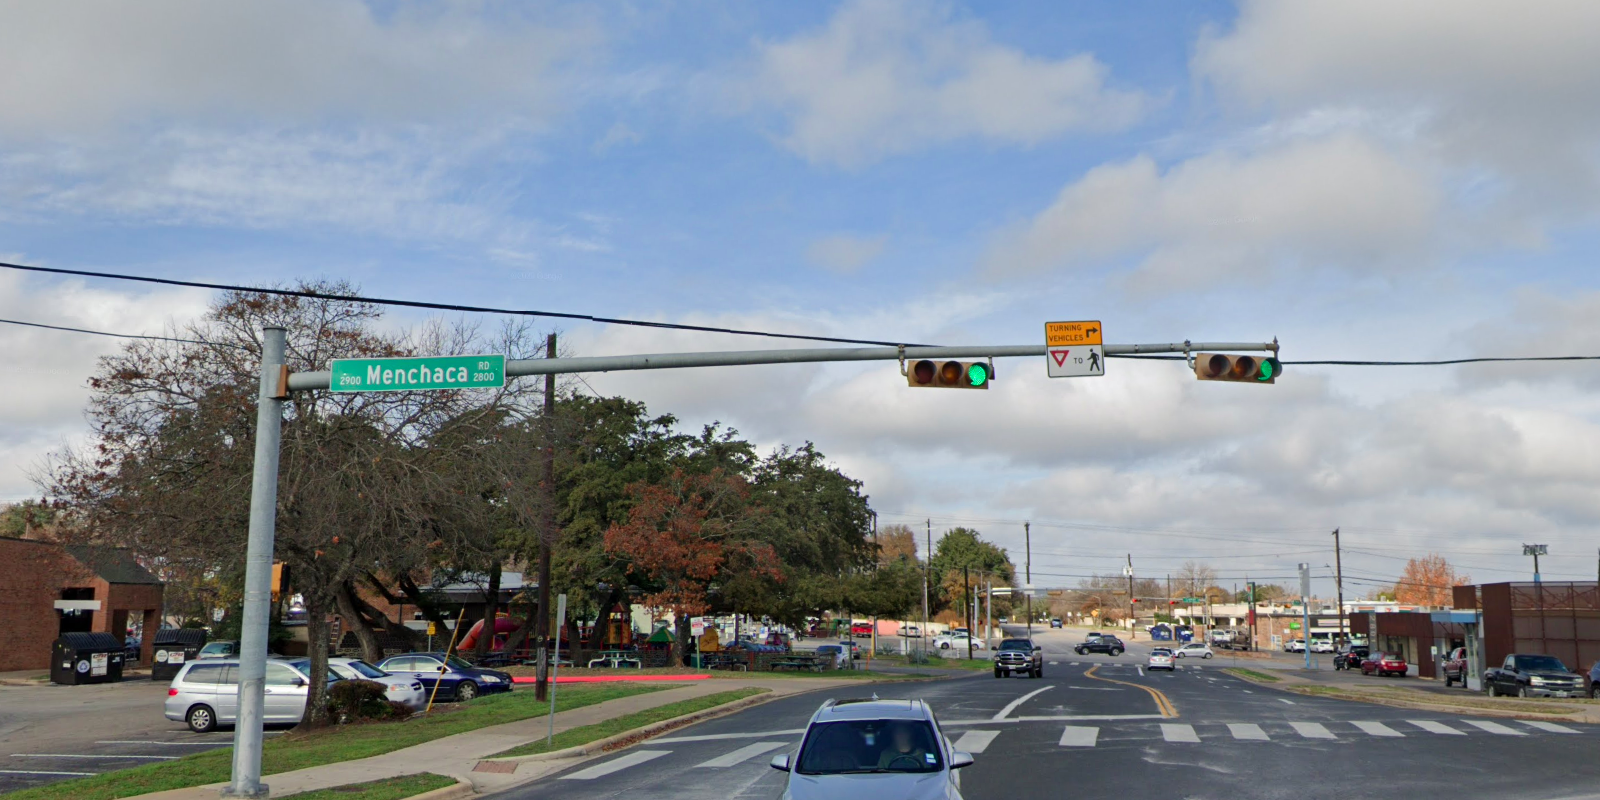 2900 Menchaca RD 2800
TURNING
VEHICLES
TO